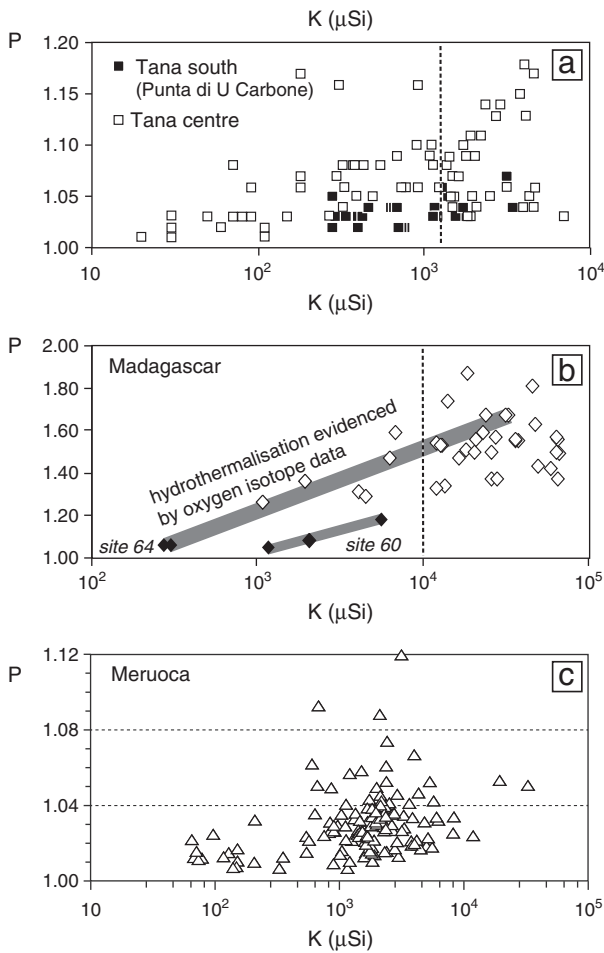 K (µSi)
P
1.20
1.15
1.10
1.05
1.00
■ Tana south
(Punta di U Carbone)
□ Tana centre
a
10
10²
10³
10⁴
K (µSi)
P
2.00
1.80
1.60
1.40
1.20
1.00
Madagascar
b
hydrothermalisation evidenced
by oxygen isotope data
site 64
site 60
10²
10³
10⁴
10⁵
K (µSi)
P
1.12
1.08
1.04
1.00
Meruoca
c
10
10²
10³
10⁴
10⁵
K (µSi)